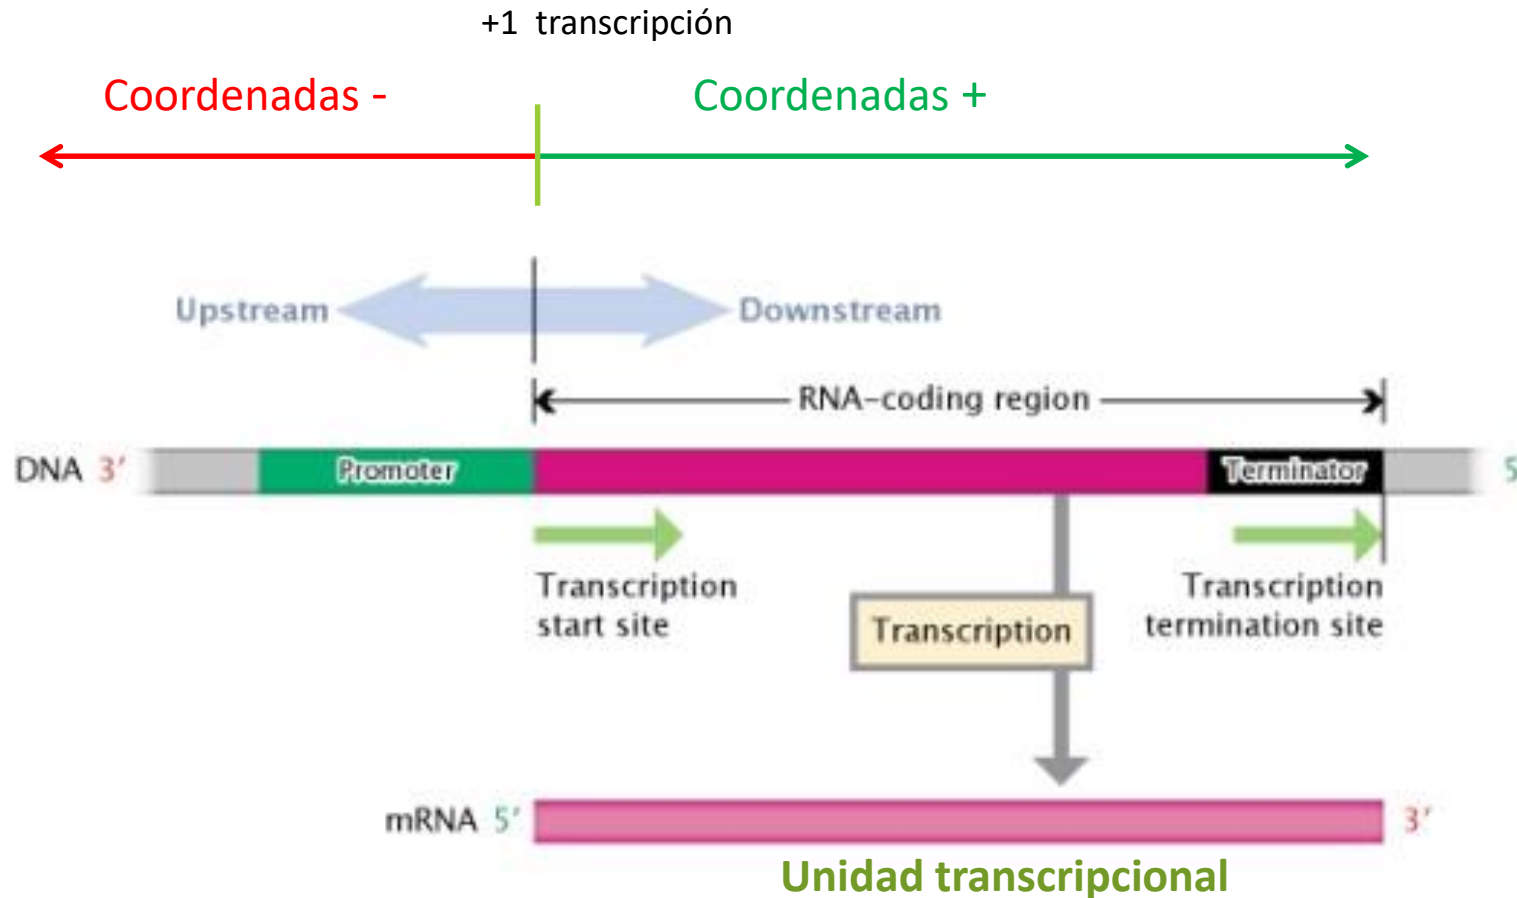 +1 transcripción
Coordenadas -
Coordenadas +
Upstream
Downstream
RNA-coding region
DNA 3′
Promoter
Terminator
5
Transcription
start site
Transcription
Transcription
termination site
mRNA 5′
3′
Unidad transcripcional